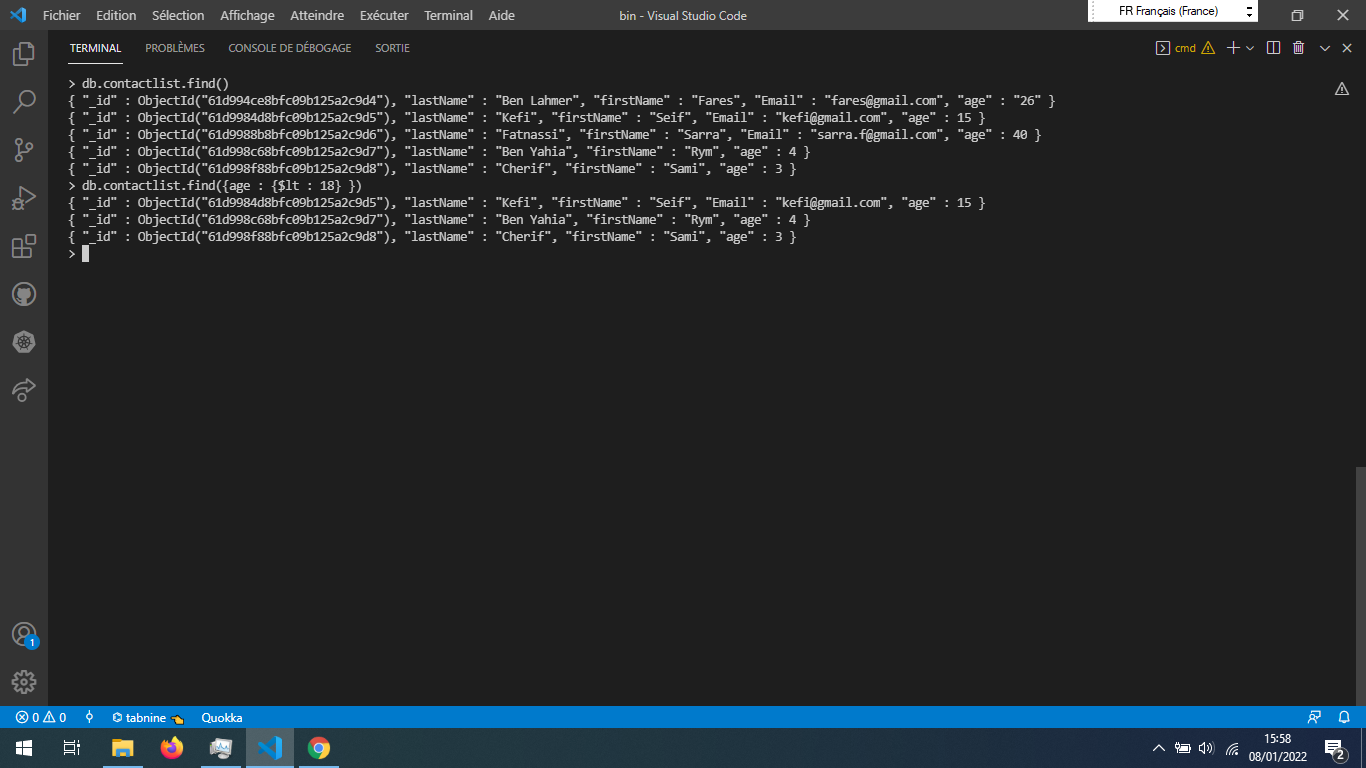 Fichier Edition Sélection Affichage Atteindre Exécuter Terminal Aide bin - Visual Studio Code FR Français (France)
TERMINAL PROBLÈMES CONSOLE DE DÉBOGAGE SORTIE cmd
> db.contactlist.find()
{ "_id" : ObjectId("61d994ce8bfc09b125a2c9d4"), "lastName" : "Ben Lahmer", "firstName" : "Fares", "Email" : "fares@gmail.com", "age" : "26" }
{ "_id" : ObjectId("61d9984d8bfc09b125a2c9d5"), "lastName" : "Kefi", "firstName" : "Seif", "Email" : "kefi@gmail.com", "age" : 15 }
{ "_id" : ObjectId("61d9988b8bfc09b125a2c9d6"), "lastName" : "Fatnassi", "firstName" : "Sarra", "Email" : "sarra.f@gmail.com", "age" : 40 }
{ "_id" : ObjectId("61d998c68bfc09b125a2c9d7"), "lastName" : "Ben Yahia", "firstName" : "Rym", "age" : 4 }
{ "_id" : ObjectId("61d998f88bfc09b125a2c9d8"), "lastName" : "Cherif", "firstName" : "Sami", "age" : 3 }
> db.contactlist.find({age : {$lt : 18} })
{ "_id" : ObjectId("61d9984d8bfc09b125a2c9d5"), "lastName" : "Kefi", "firstName" : "Seif", "Email" : "kefi@gmail.com", "age" : 15 }
{ "_id" : ObjectId("61d998c68bfc09b125a2c9d7"), "lastName" : "Ben Yahia", "firstName" : "Rym", "age" : 4 }
{ "_id" : ObjectId("61d998f88bfc09b125a2c9d8"), "lastName" : "Cherif", "firstName" : "Sami", "age" : 3 }
>
1
0 0 tabnine Quokka
15:58
08/01/2022
2